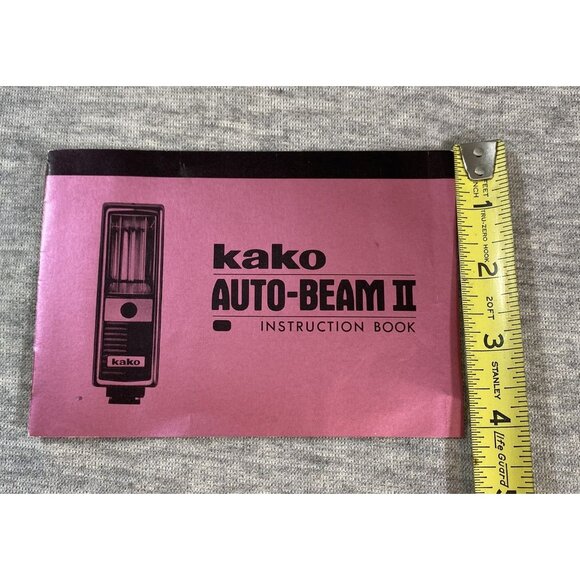 kako
AUTO-BEAM II
INSTRUCTION BOOK
kako
FEET
INCH
1
TRU-ZERO HOOK
2
20FT
3
STANLEY
4
life Guard
5